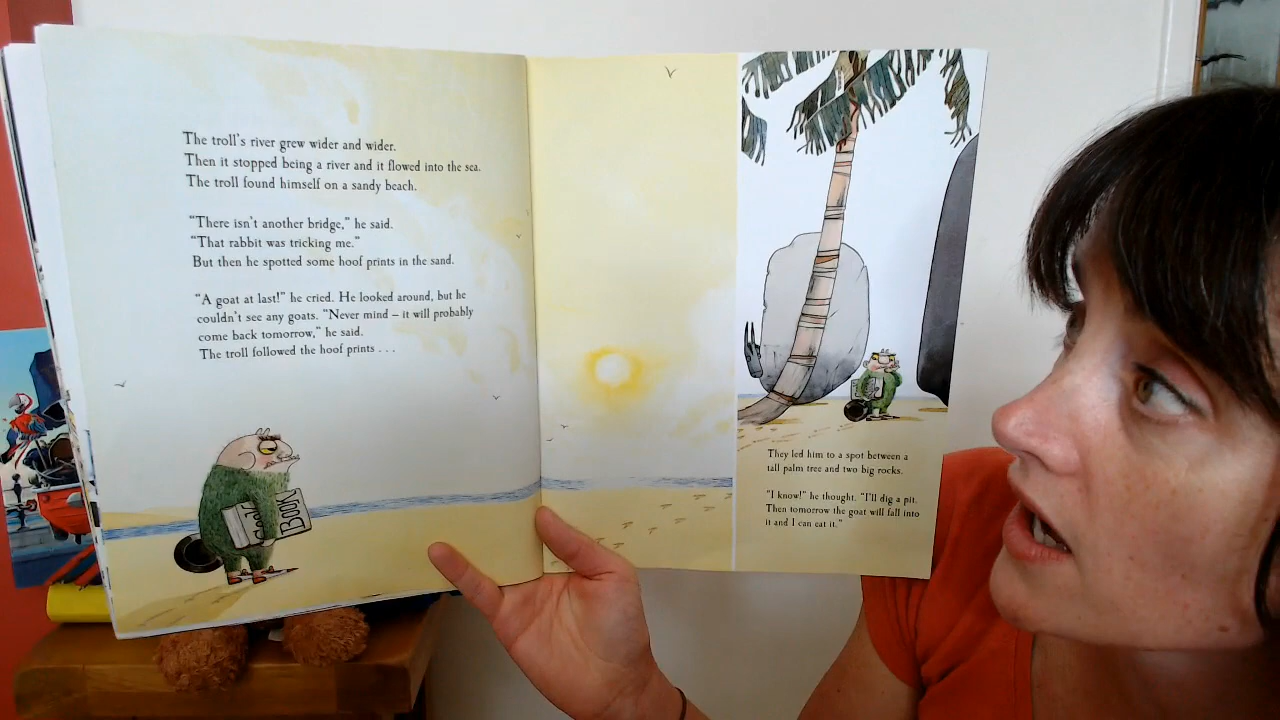 The troll's river grew wider and wider.
Then it stopped being a river and it flowed into the sea.
The troll found himself on a sandy beach.
"There isn't another bridge," he said.
"That rabbit was tricking me."
But then he spotted some hoof prints in the sand.
"A goat at last!" he cried. He looked around, but he
couldn't see any goats. "Never mind – it will probably
come back tomorrow," he said.
The troll followed the hoof prints . . .
Book
They led him to a spot between a
tall palm tree and two big rocks.
"I know!" he thought. "I'll dig a pit.
Then tomorrow the goat will fall into
it and I can eat it."